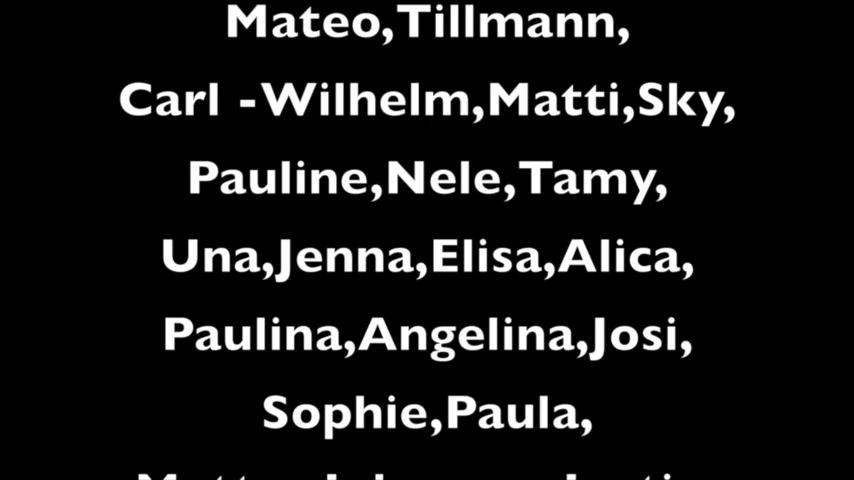 Mateo,Tillmann,
Carl -Wilhelm,Matti,Sky,
Pauline,Nele,Tamy,
Una,Jenna,Elisa,Alica,
Paulina,Angelina,Josi,
Sophie,Paula,